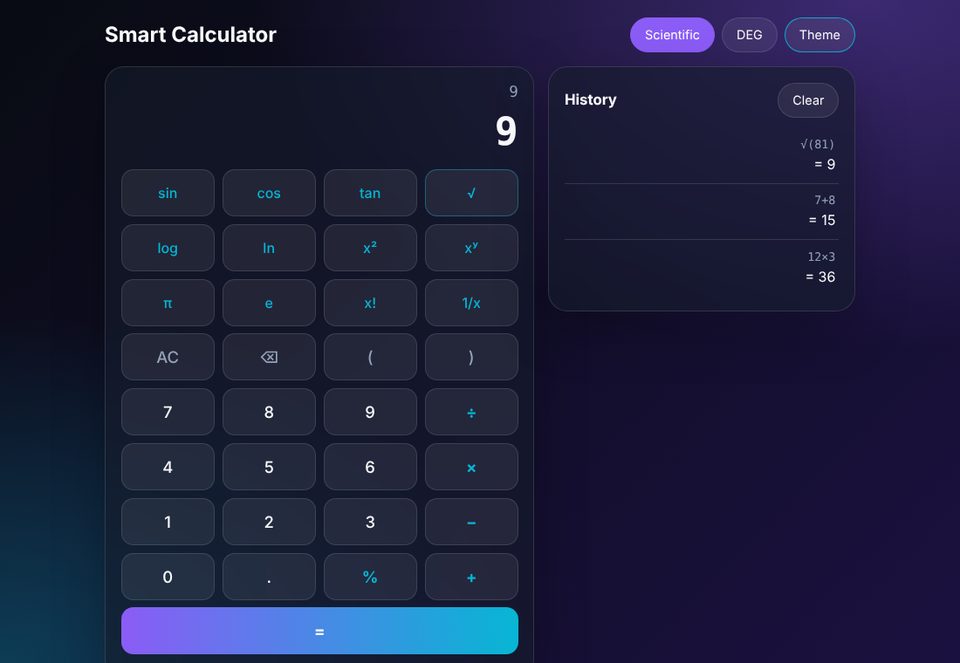 Smart Calculator
Scientific DEG Theme
9
9
sin cos tan √
log ln x² xʸ
π e x! 1/x
AC ⌫ ( )
7 8 9 ÷
4 5 6 ×
1 2 3 −
0 . % +
=
History Clear
√(81)
= 9
7+8
= 15
12×3
= 36